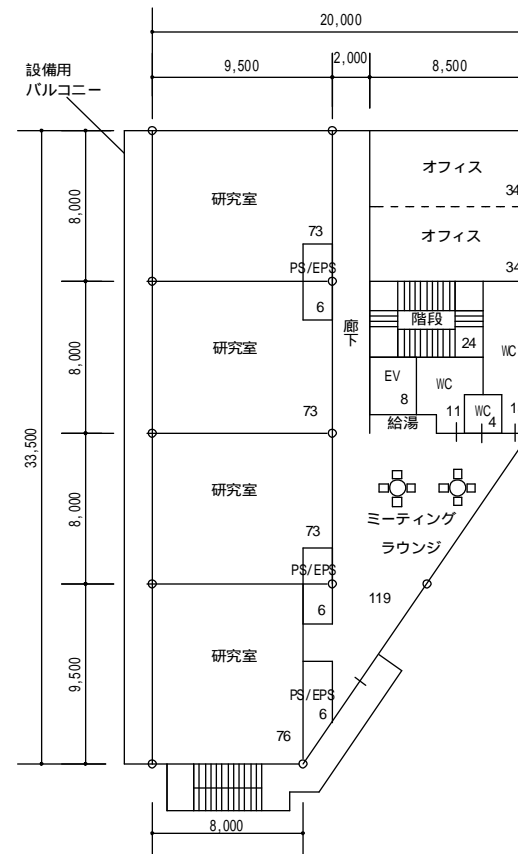 20,000
9,500
2,000
8,500
設備用
バルコニー
オフィス
34
オフィス
34
研究室
73
PS/EPS
6
8,000
廊下
階段
24
研究室
73
8,000
EV
8
WC
11
WC
4
WC
1
給湯
33,500
研究室
73
8,000
ミーティング
ラウンジ
119
PS/EPS
6
研究室
76
9,500
PS/EPS
6
8,000